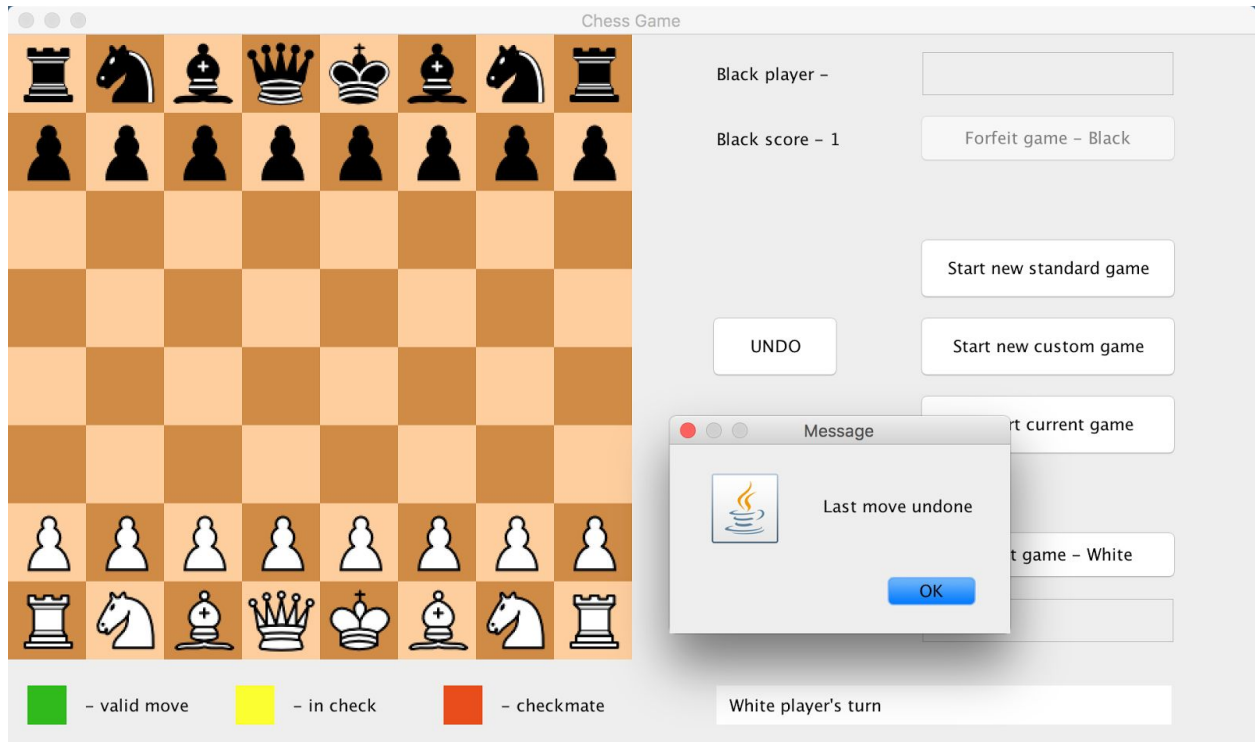 Chess Game
Black player –
Black score – 1
Forfeit game – Black
Start new standard game
UNDO
Start new custom game
rt current game
Message
Last move undone
OK
t game – White
– valid move
– in check
– checkmate
White player's turn